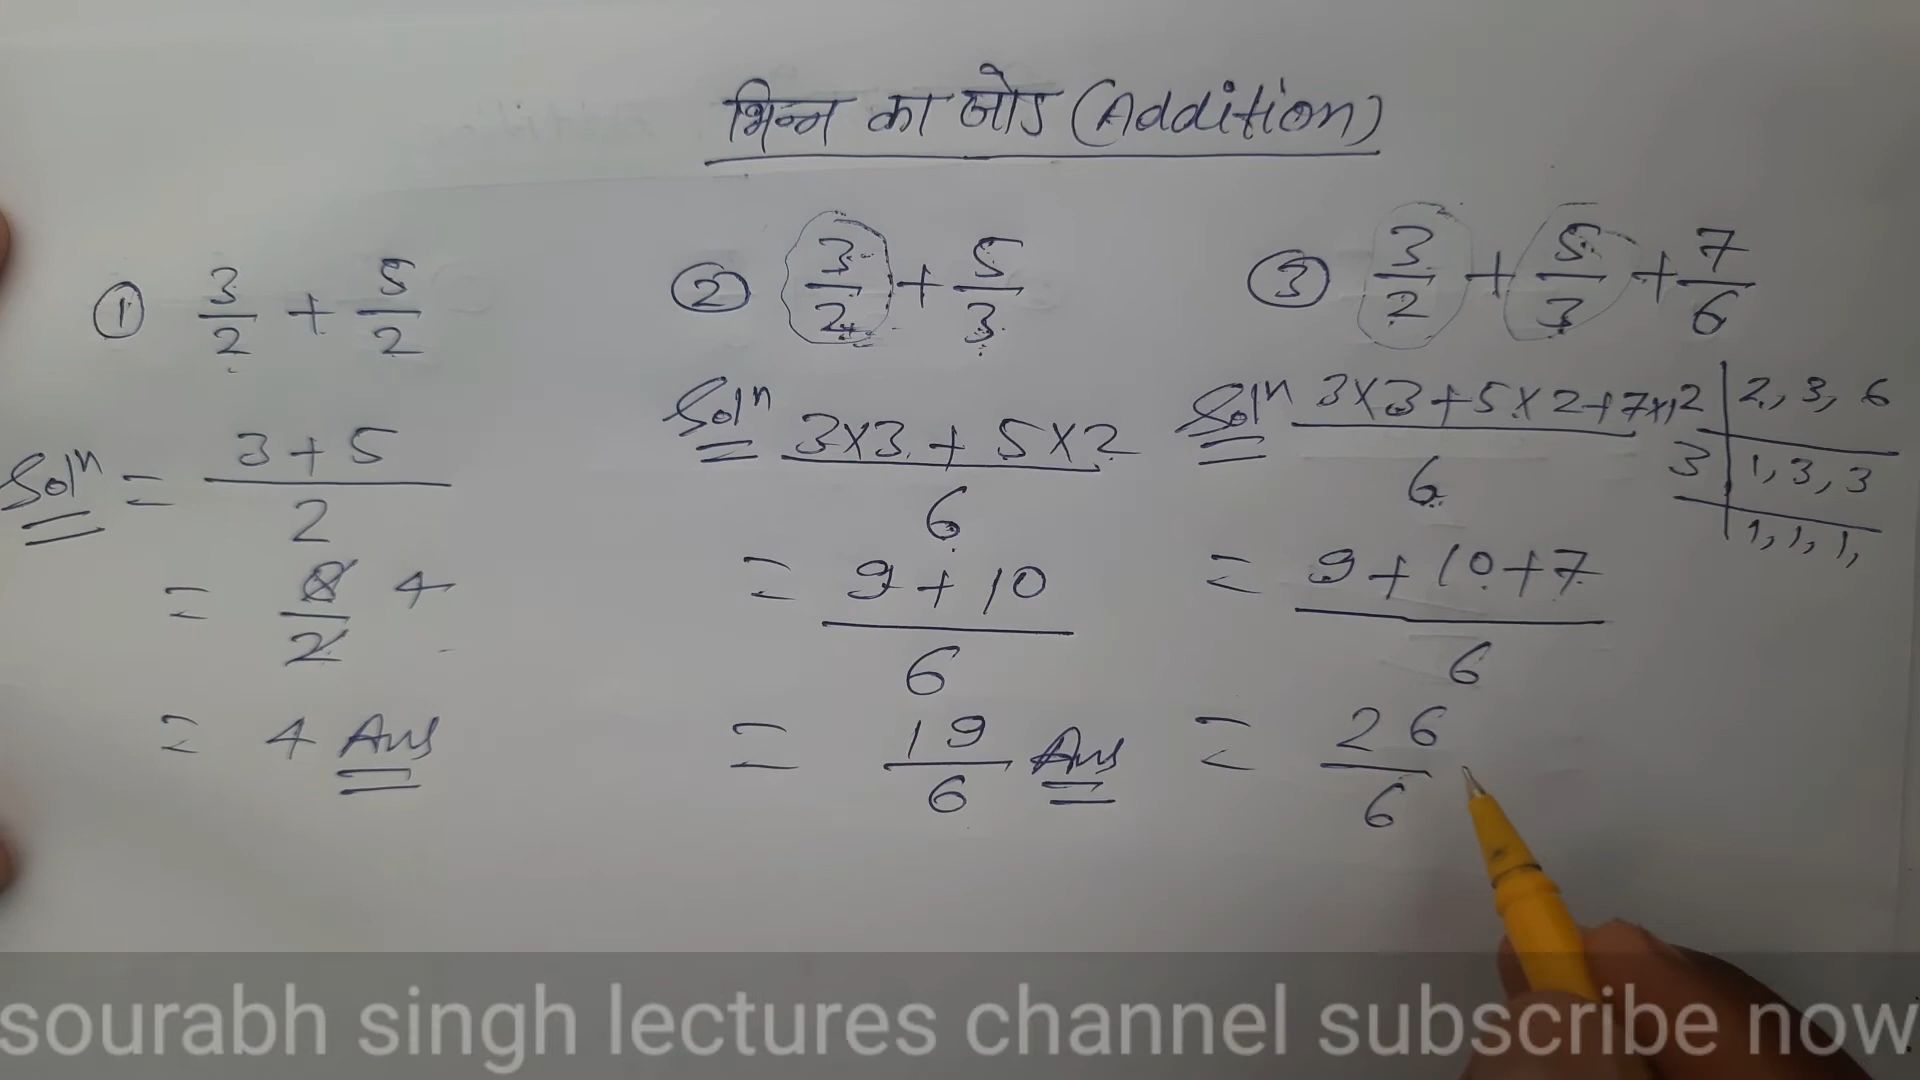 भिन्न का जोड (Addition)
① 3/2 + 5/2
Solⁿ = 3+5/2
= 8/2 4
= 4 Ans
② 3/2 + 5/3
Solⁿ 3×3 + 5×2/6
= 9+10/6
= 19/6 Ans
③ 3/2 + 5/3 + 7/6
Solⁿ 3×3+5×2+7×1/6
2 | 2, 3, 6
3 | 1, 3, 3
1, 1, 1,
= 9+10+7/6
= 26/6
sourabh singh lectures channel subscribe now